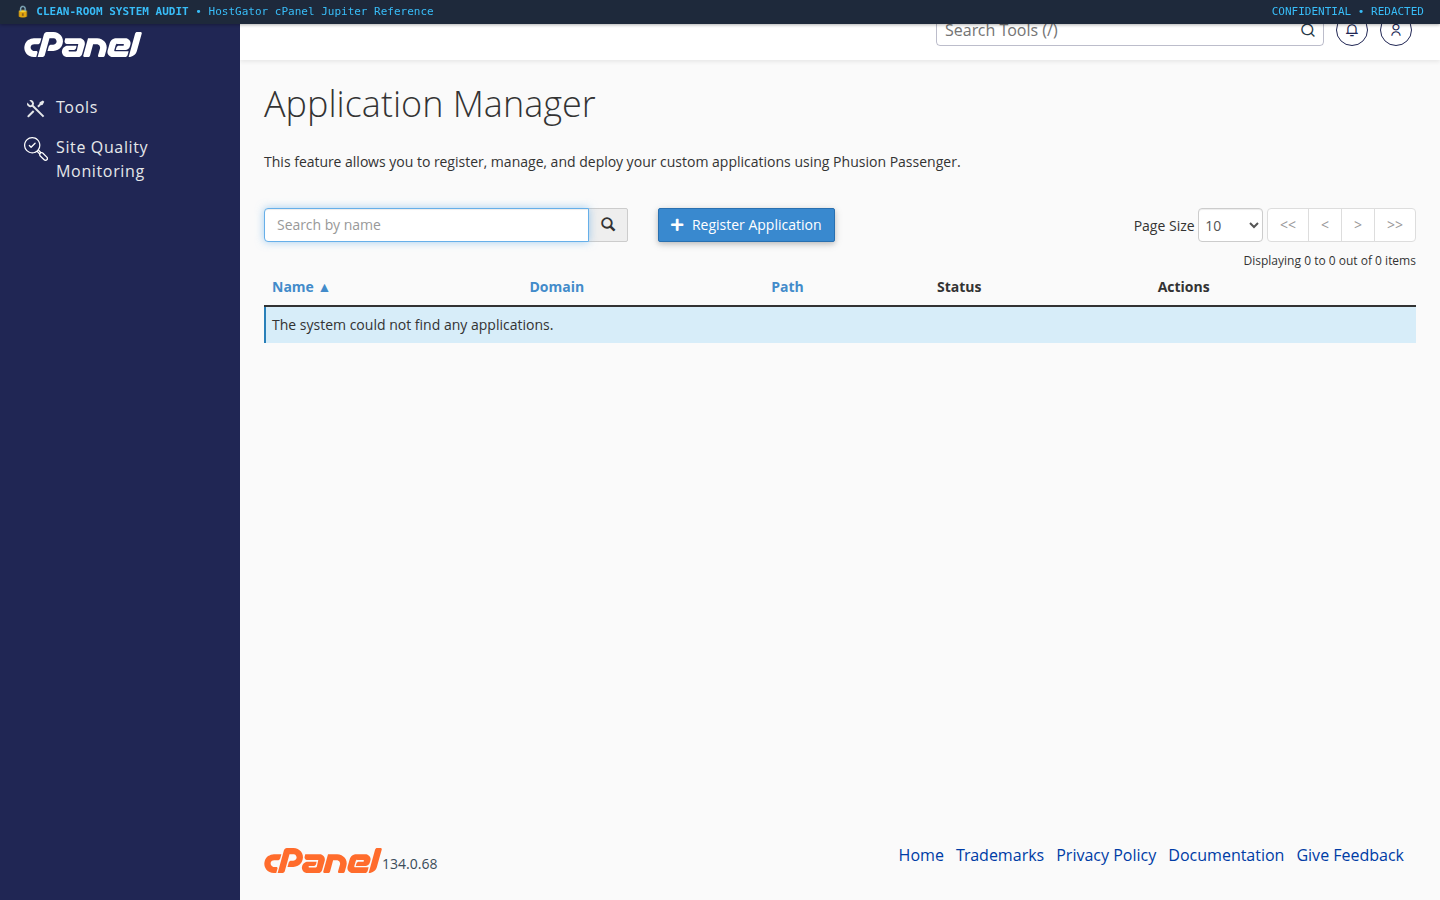 🔒 CLEAN-ROOM SYSTEM AUDIT • HostGator cPanel Jupiter Reference
CONFIDENTIAL • REDACTED
cPanel
Search Tools (/)
Tools
Site Quality
Monitoring
Application Manager
This feature allows you to register, manage, and deploy your custom applications using Phusion Passenger.
Search by name
Register Application
Page Size 10 << < > >>
Displaying 0 to 0 out of 0 items
Name ▲ Domain Path Status Actions
The system could not find any applications.
cPanel 134.0.68
Home Trademarks Privacy Policy Documentation Give Feedback